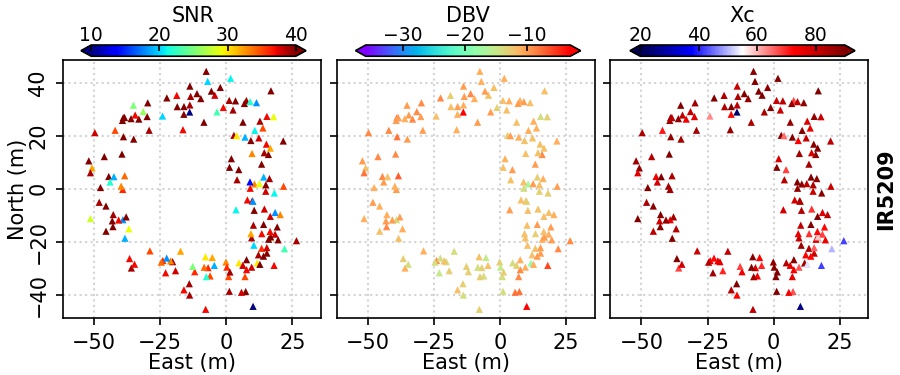 SNR DBV Xc
10 20 30 40 −30 −20 −10 20 40 60 80
40
20
0
−20
−40
North (m)
−50 −25 0 25 −50 −25 0 25 −50 −25 0 25
East (m) East (m) East (m)
IR5209